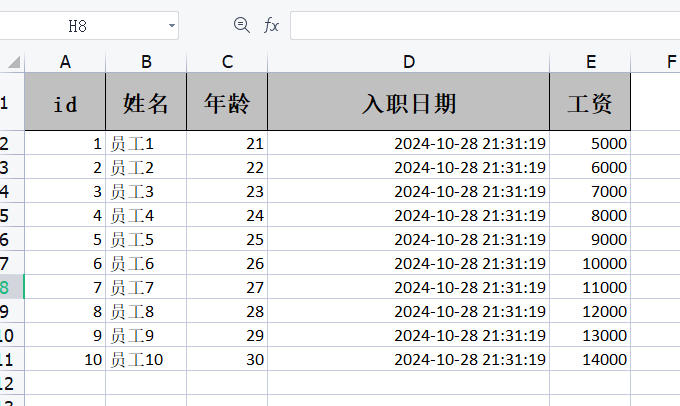 H8 fx
A B C D E F
1 id 姓名 年龄 入职日期 工资
2 1 员工1 21 2024-10-28 21:31:19 5000
3 2 员工2 22 2024-10-28 21:31:19 6000
4 3 员工3 23 2024-10-28 21:31:19 7000
5 4 员工4 24 2024-10-28 21:31:19 8000
6 5 员工5 25 2024-10-28 21:31:19 9000
7 6 员工6 26 2024-10-28 21:31:19 10000
8 7 员工7 27 2024-10-28 21:31:19 11000
9 8 员工8 28 2024-10-28 21:31:19 12000
10 9 员工9 29 2024-10-28 21:31:19 13000
11 10 员工10 30 2024-10-28 21:31:19 14000
12